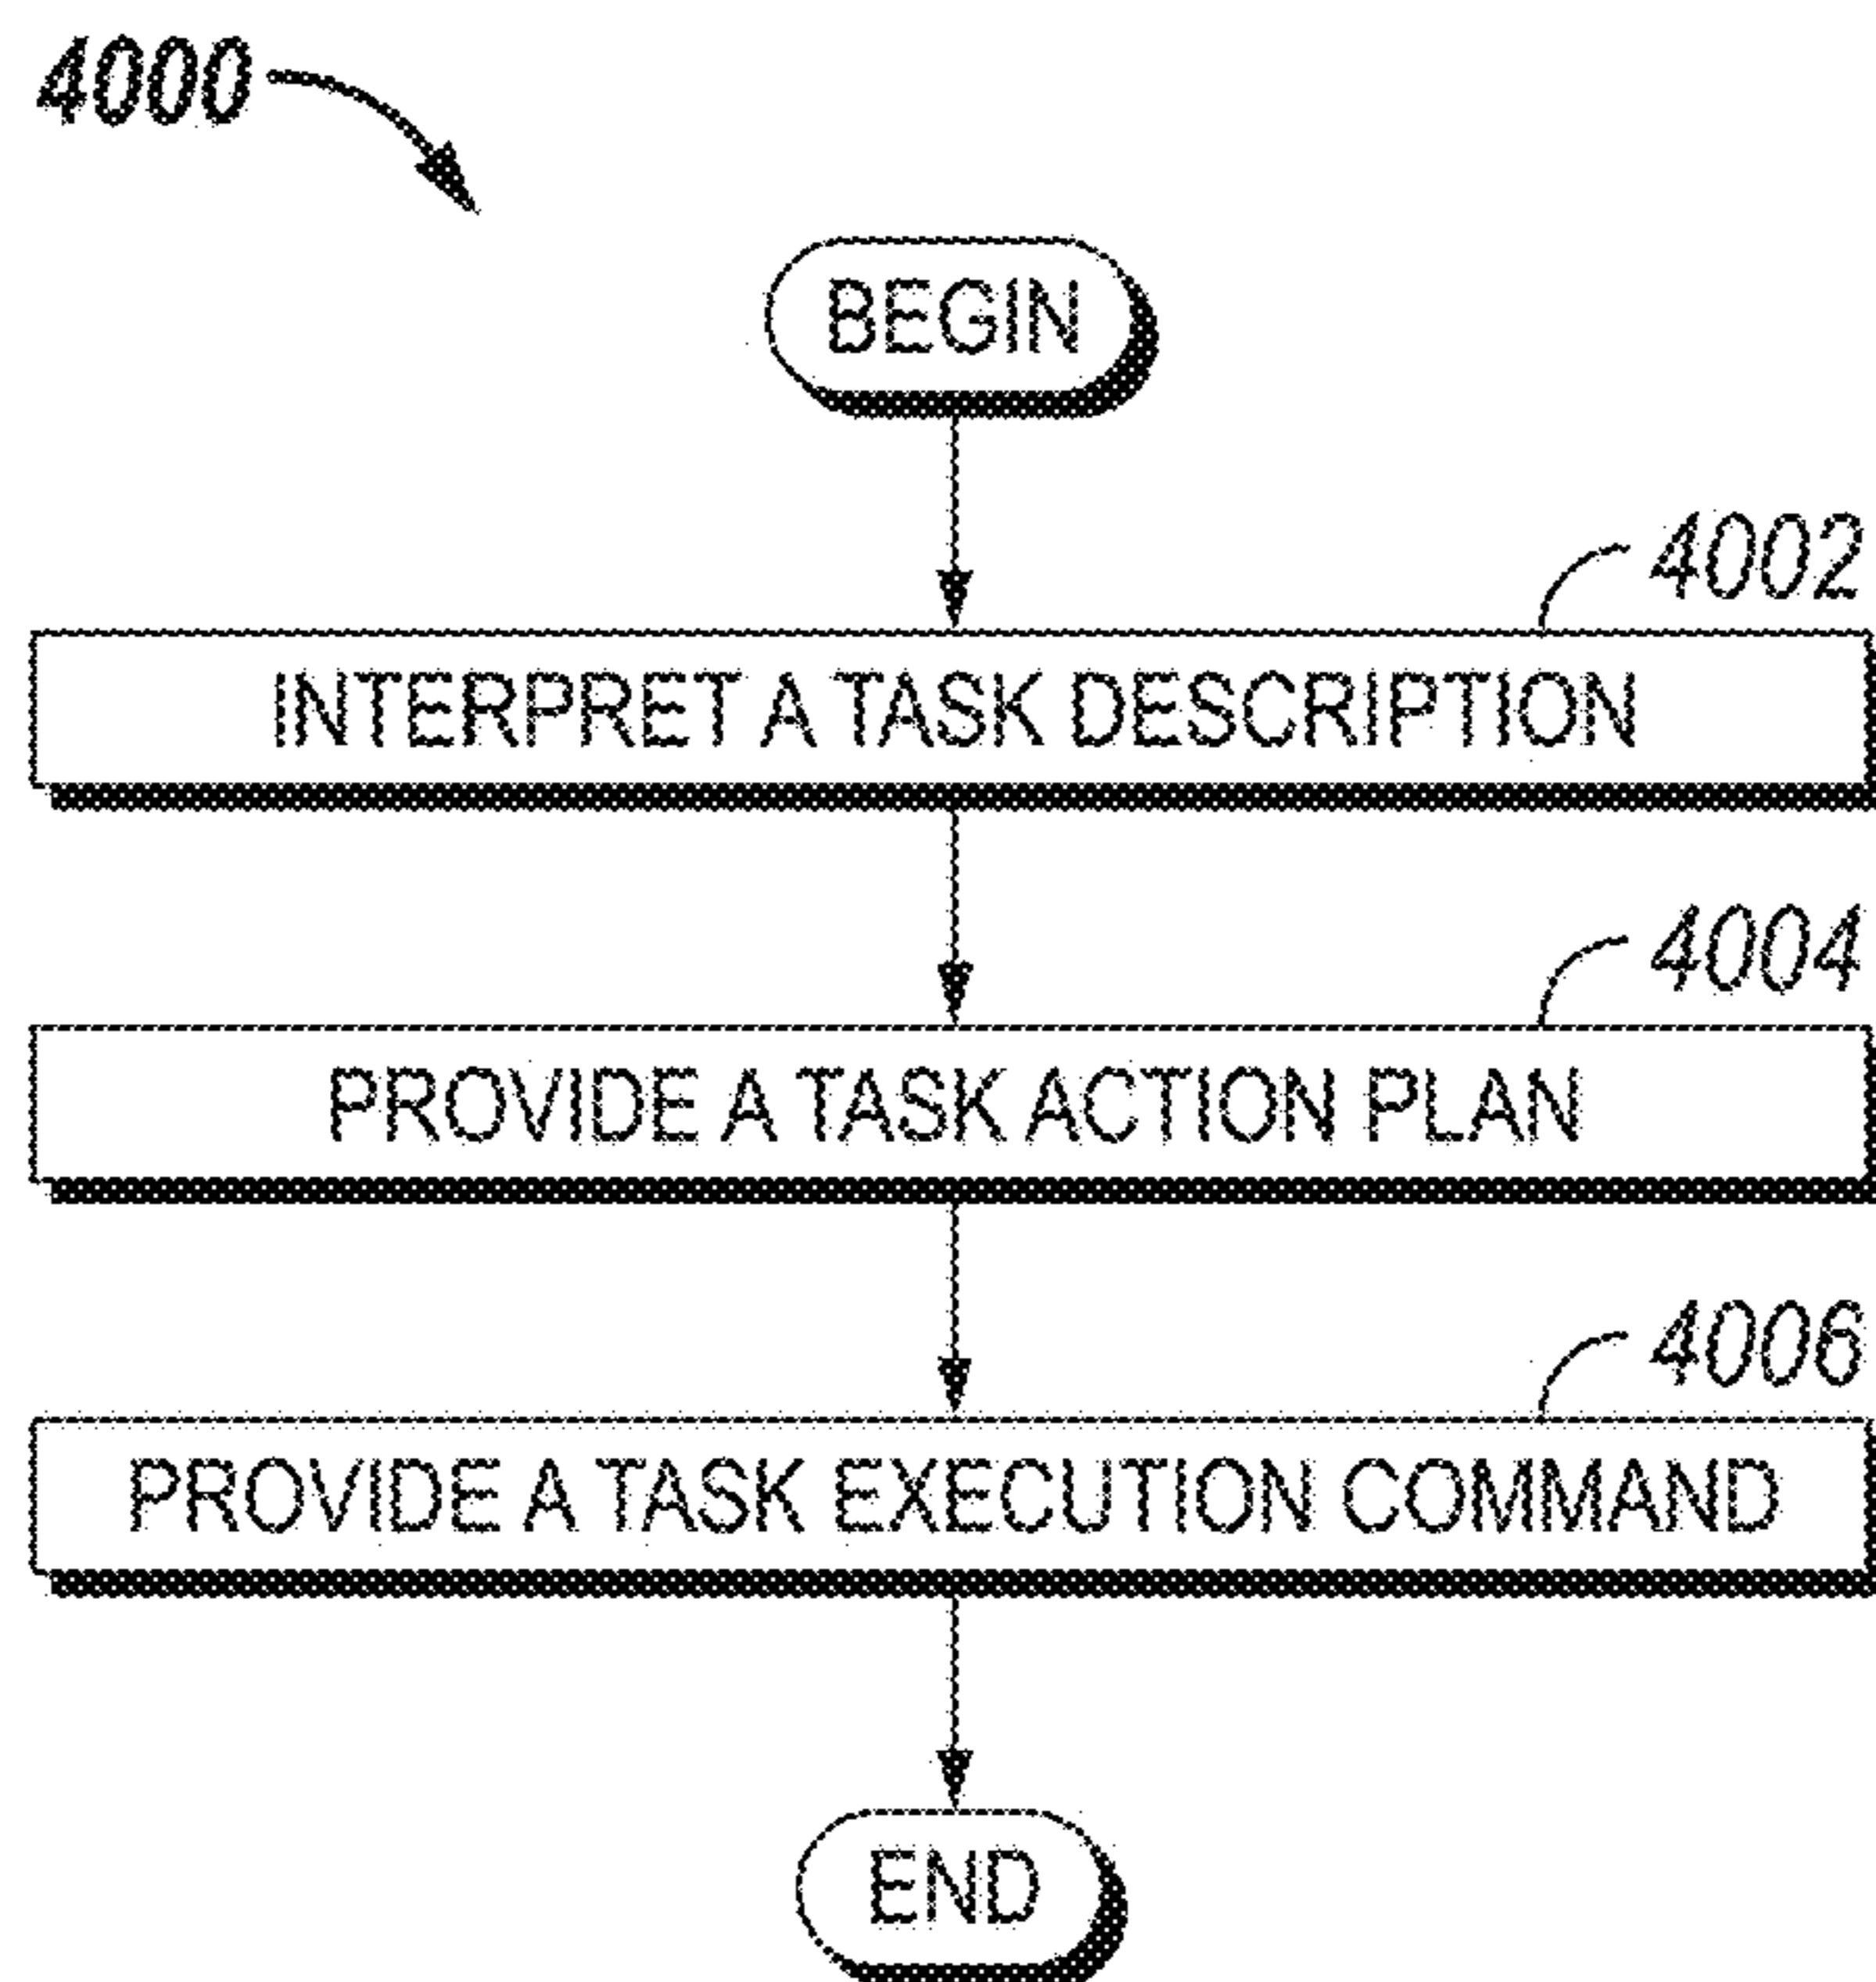 4000
BEGIN
4002
INTERPRET A TASK DESCRIPTION
4004
PROVIDE A TASK ACTION PLAN
4006
PROVIDE A TASK EXECUTION COMMAND
END